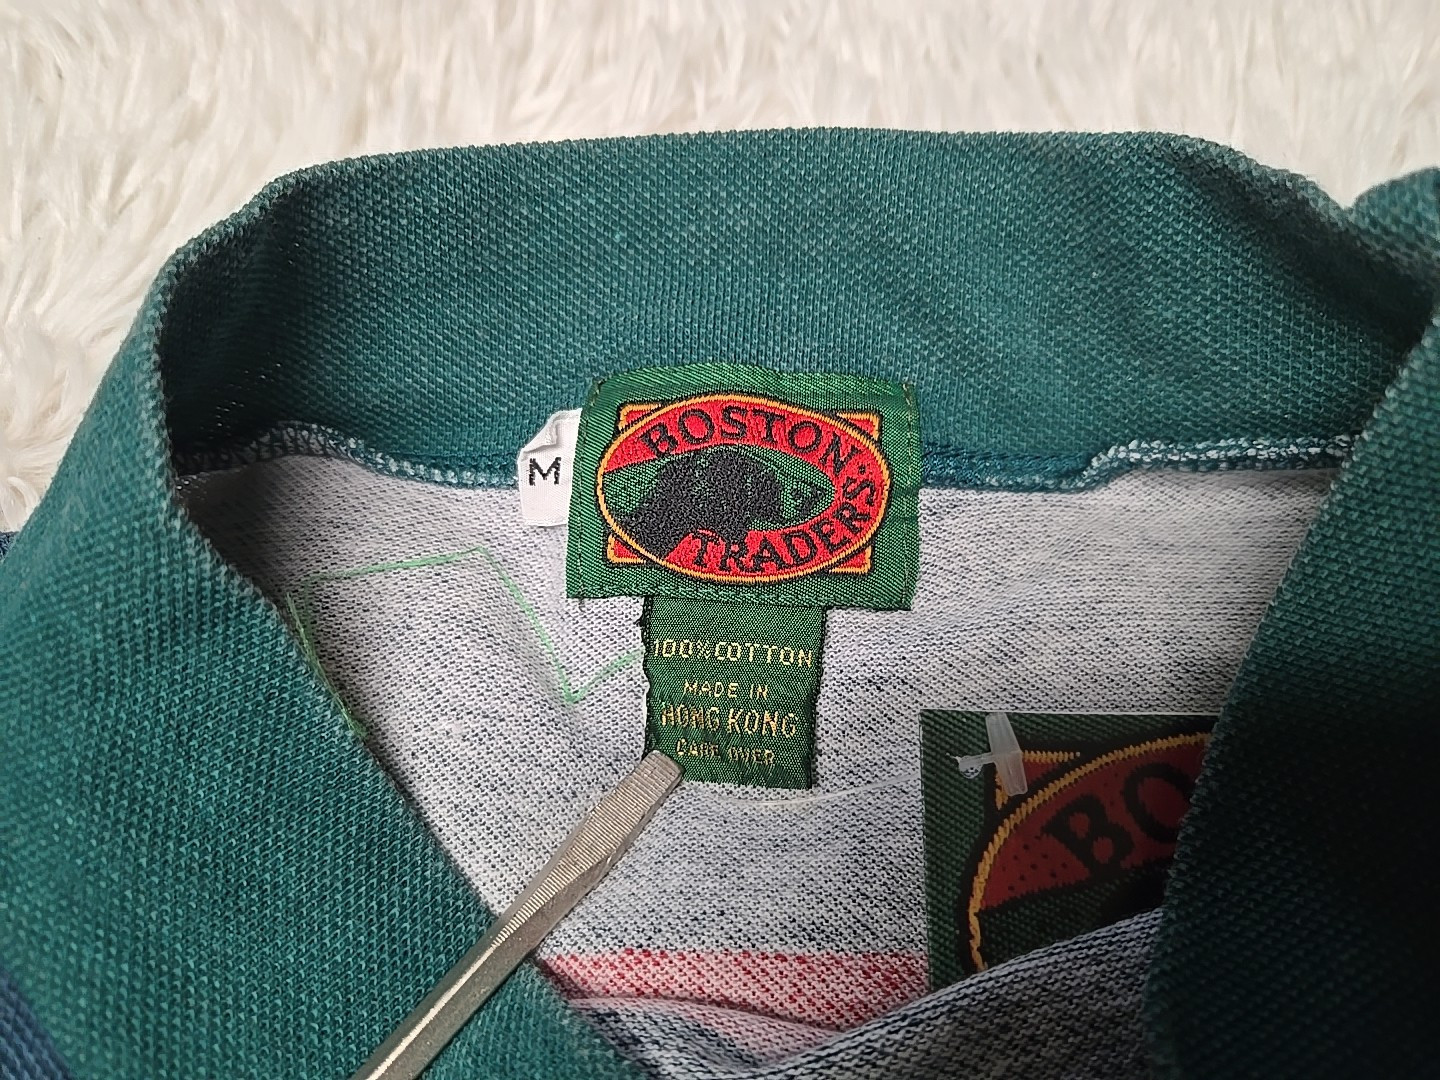 BOSTON
TRADERS
M
100% COTTON
MADE IN
HONG KONG
CARE OVER
BO